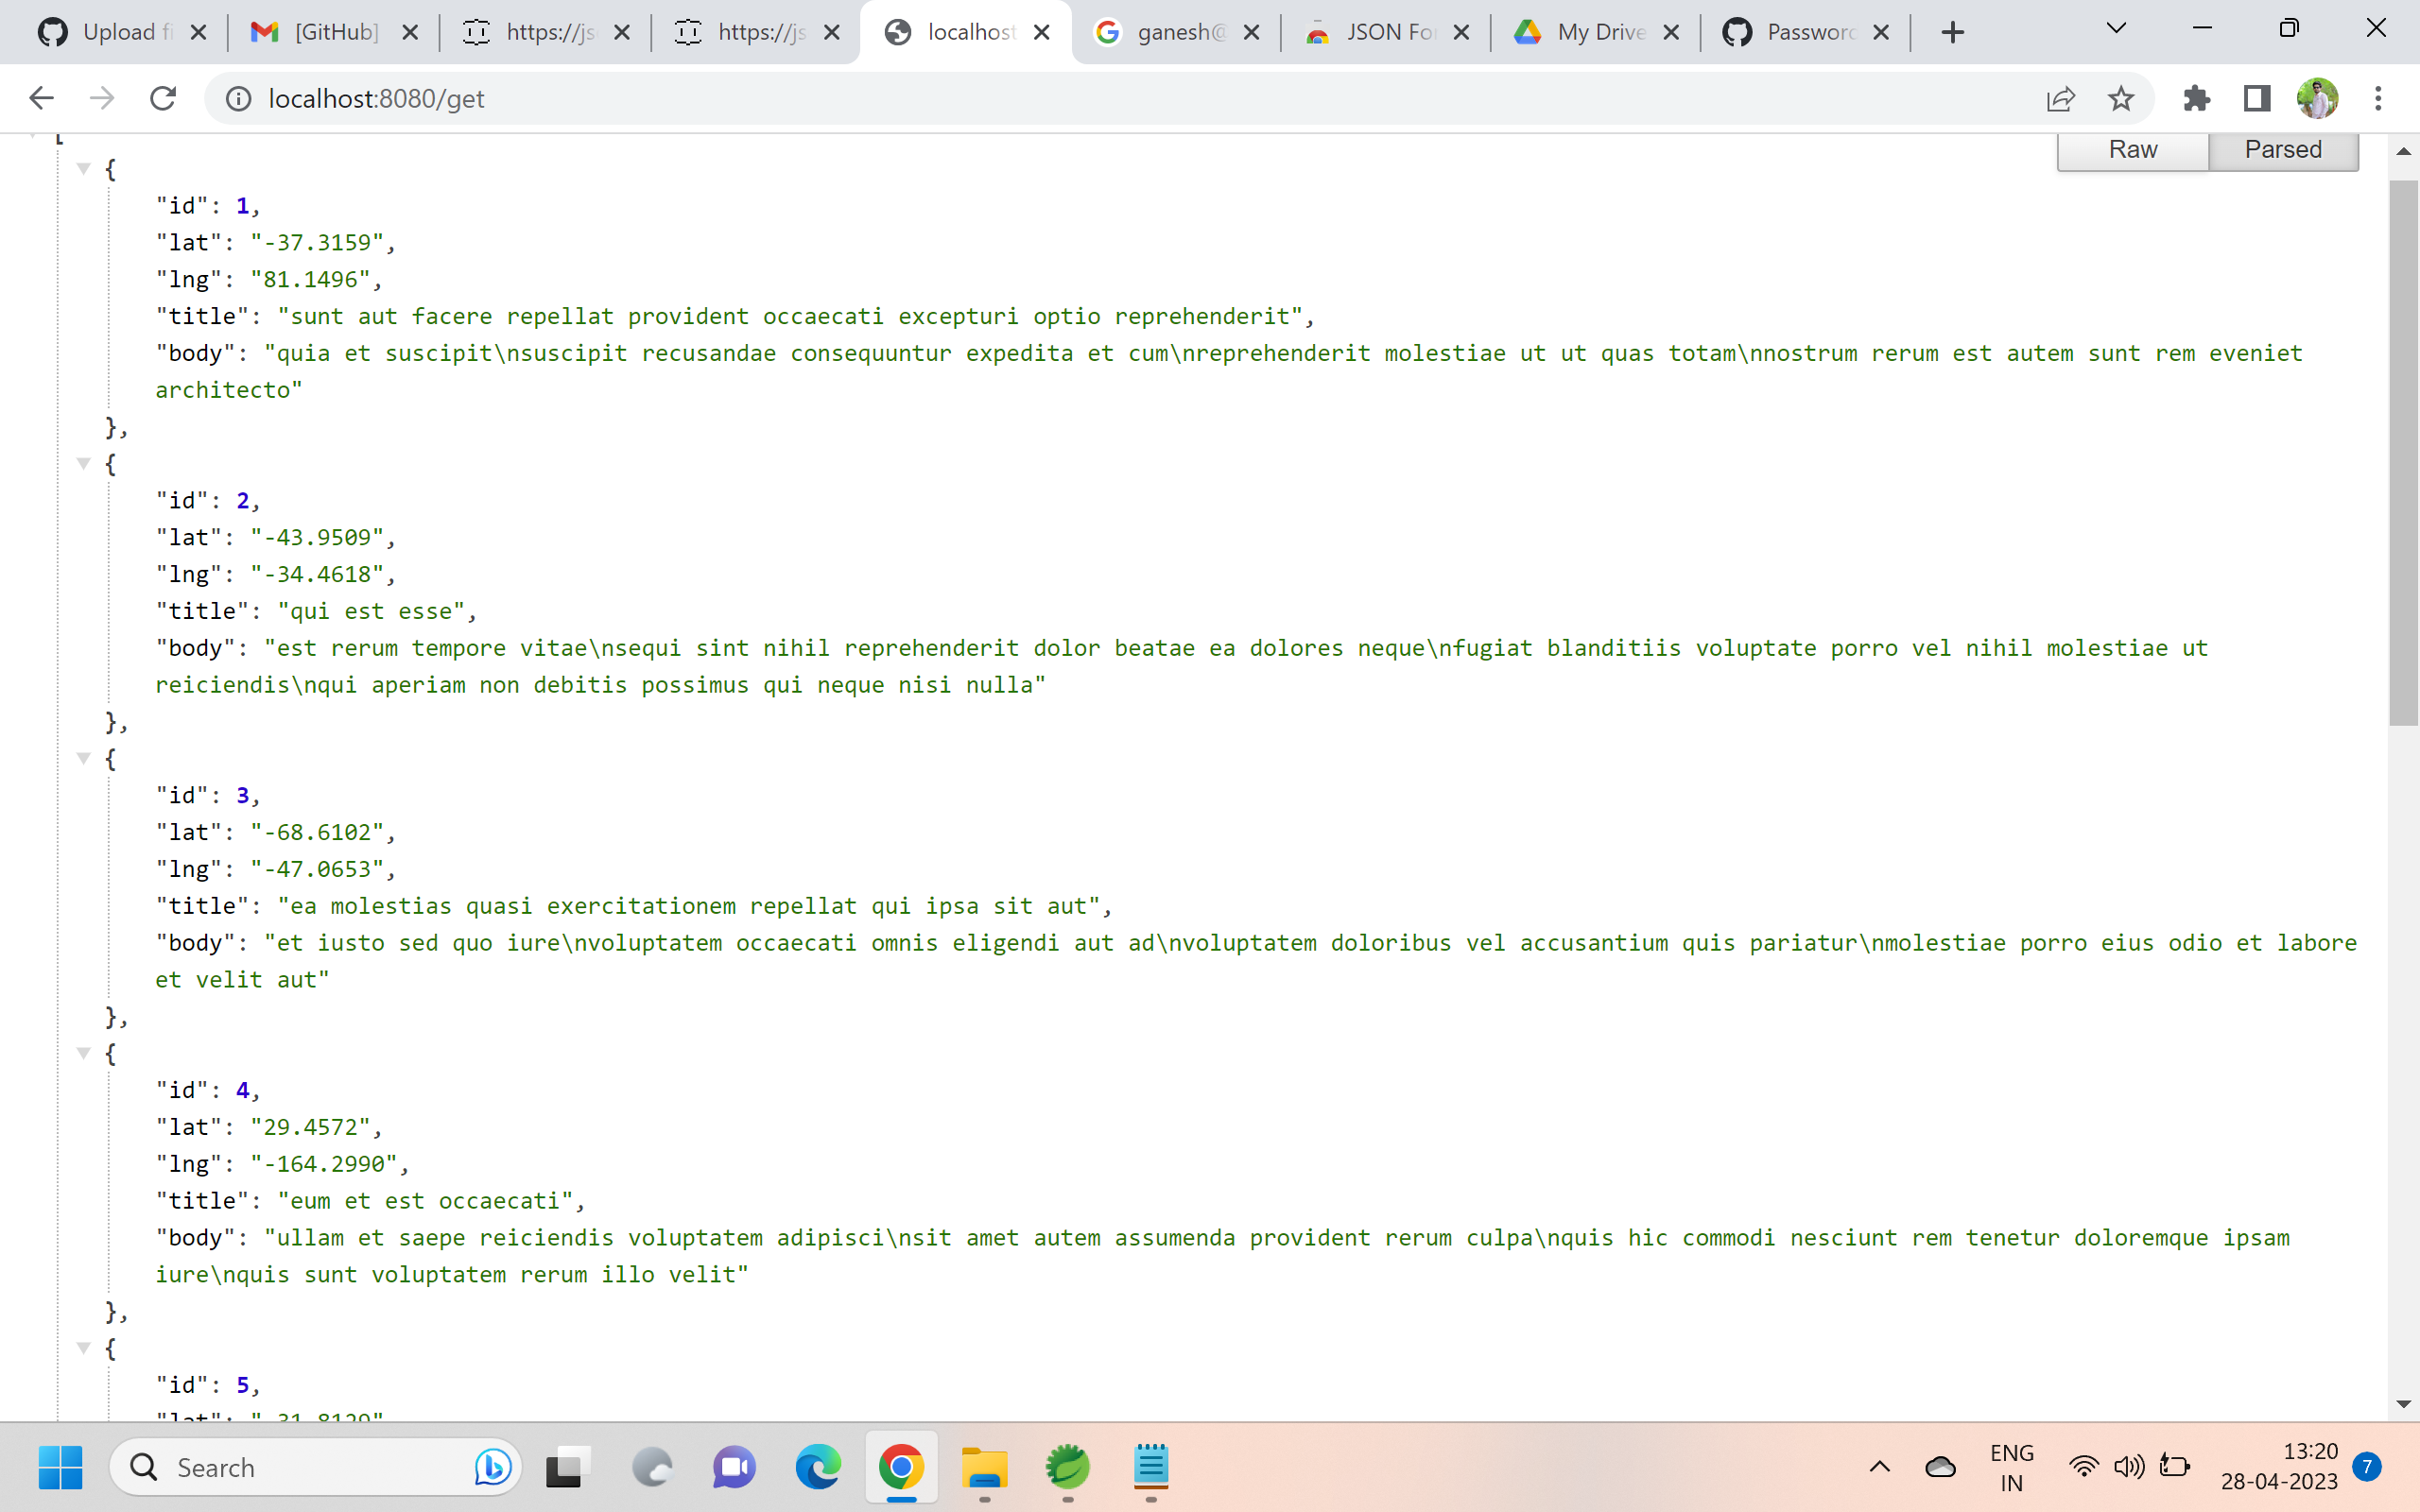 Upload fi
[GitHub]
https://js
https://js
localhost
ganesh@
JSON For
My Drive
Password
localhost:8080/get
Raw
Parsed
[
{
"id": 1,
"lat": "-37.3159",
"lng": "81.1496",
"title": "sunt aut facere repellat provident occaecati excepturi optio reprehenderit",
"body": "quia et suscipit\nsuscipit recusandae consequuntur expedita et cum\nreprehenderit molestiae ut ut quas totam\nnostrum rerum est autem sunt rem eveniet
architecto"
},
{
"id": 2,
"lat": "-43.9509",
"lng": "-34.4618",
"title": "qui est esse",
"body": "est rerum tempore vitae\nsequi sint nihil reprehenderit dolor beatae ea dolores neque\nfugiat blanditiis voluptate porro vel nihil molestiae ut
reiciendis\nqui aperiam non debitis possimus qui neque nisi nulla"
},
{
"id": 3,
"lat": "-68.6102",
"lng": "-47.0653",
"title": "ea molestias quasi exercitationem repellat qui ipsa sit aut",
"body": "et iusto sed quo iure\nvoluptatem occaecati omnis eligendi aut ad\nvoluptatem doloribus vel accusantium quis pariatur\nmolestiae porro eius odio et labore
et velit aut"
},
{
"id": 4,
"lat": "29.4572",
"lng": "-164.2990",
"title": "eum et est occaecati",
"body": "ullam et saepe reiciendis voluptatem adipisci\nsit amet autem assumenda provident rerum culpa\nquis hic commodi nesciunt rem tenetur doloremque ipsam
iure\nquis sunt voluptatem rerum illo velit"
},
{
"id": 5,
"lat": "-31.8129"
Search
ENG
IN
13:20
28-04-2023
7